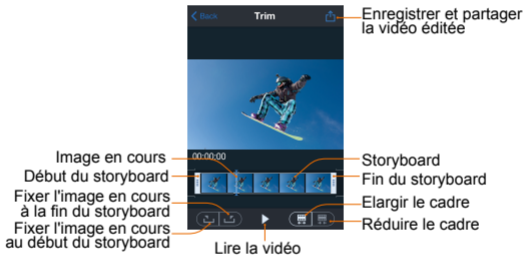 Back
Trim
Enregistrer et partager
la vidéo éditée
00:00:00
Image en cours
Début du storyboard
Fixer l'image en cours
à la fin du storyboard
Fixer l'image en cours
au début du storyboard
Lire la vidéo
Storyboard
Fin du storyboard
Elargir le cadre
Réduire le cadre